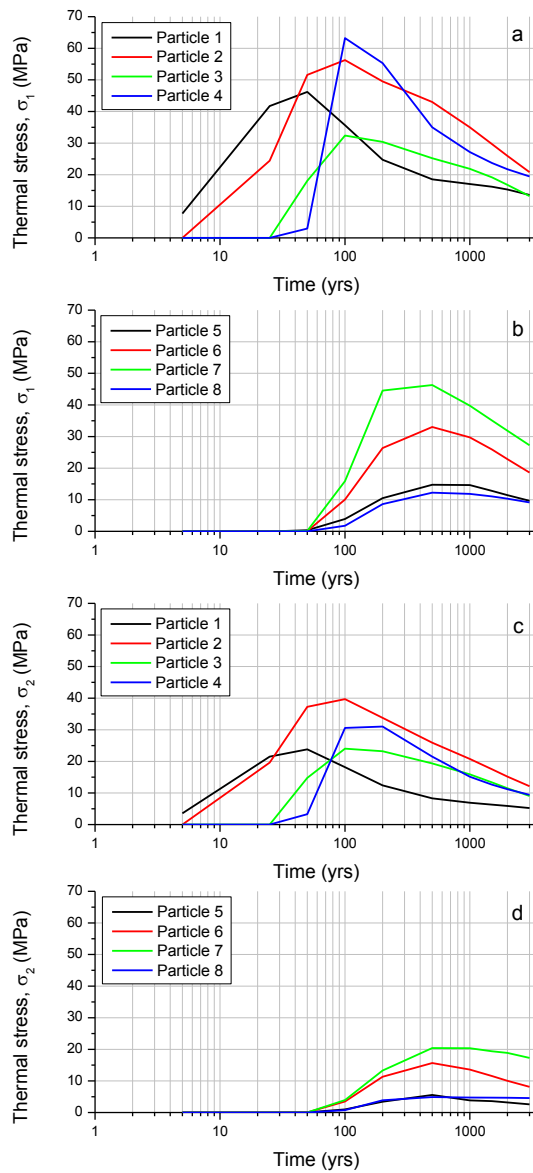 70
60
50
40
30
20
10
0
Thermal stress, σ₁ (MPa)
Particle 1
Particle 2
Particle 3
Particle 4
a
1 10 100 1000
Time (yrs)
70
60
50
40
30
20
10
0
Thermal stress, σ₁ (MPa)
Particle 5
Particle 6
Particle 7
Particle 8
b
1 10 100 1000
Time (yrs)
70
60
50
40
30
20
10
0
Thermal stress, σ₂ (MPa)
Particle 1
Particle 2
Particle 3
Particle 4
c
1 10 100 1000
Time (yrs)
70
60
50
40
30
20
10
0
Thermal stress, σ₂ (MPa)
Particle 5
Particle 6
Particle 7
Particle 8
d
1 10 100 1000
Time (yrs)